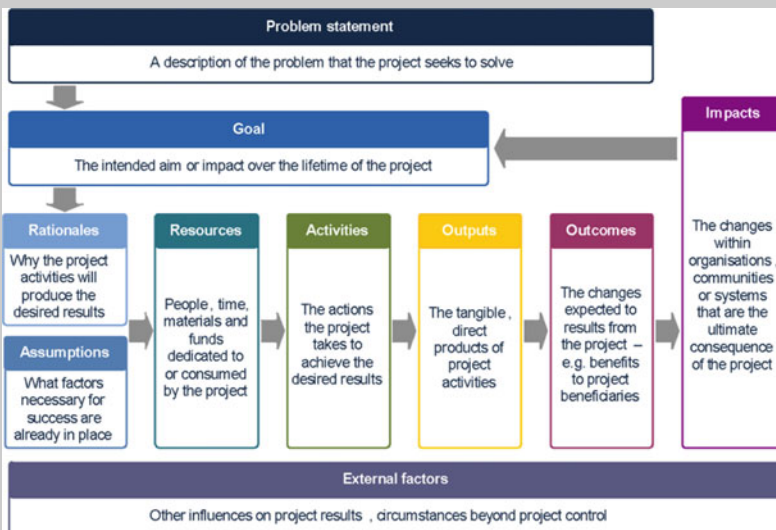 Problem statement
A description of the problem that the project seeks to solve
Goal
The intended aim or impact over the lifetime of the project
Rationales
Why the project
activities will
produce the
desired results
Assumptions
What factors
necessary for
success are
already in place
Resources
People, time,
materials and
funds
dedicated to
or consumed
by the project
Activities
The actions
the project
takes to
achieve the
desired results
Outputs
The tangible,
direct
products of
project
activities
Outcomes
The changes
expected to
results from
the project –
e.g. benefits
to project
beneficiaries
Impacts
The changes
within
organisations,
communities
or systems
that are the
ultimate
consequence
of the project
External factors
Other influences on project results , circumstances beyond project control